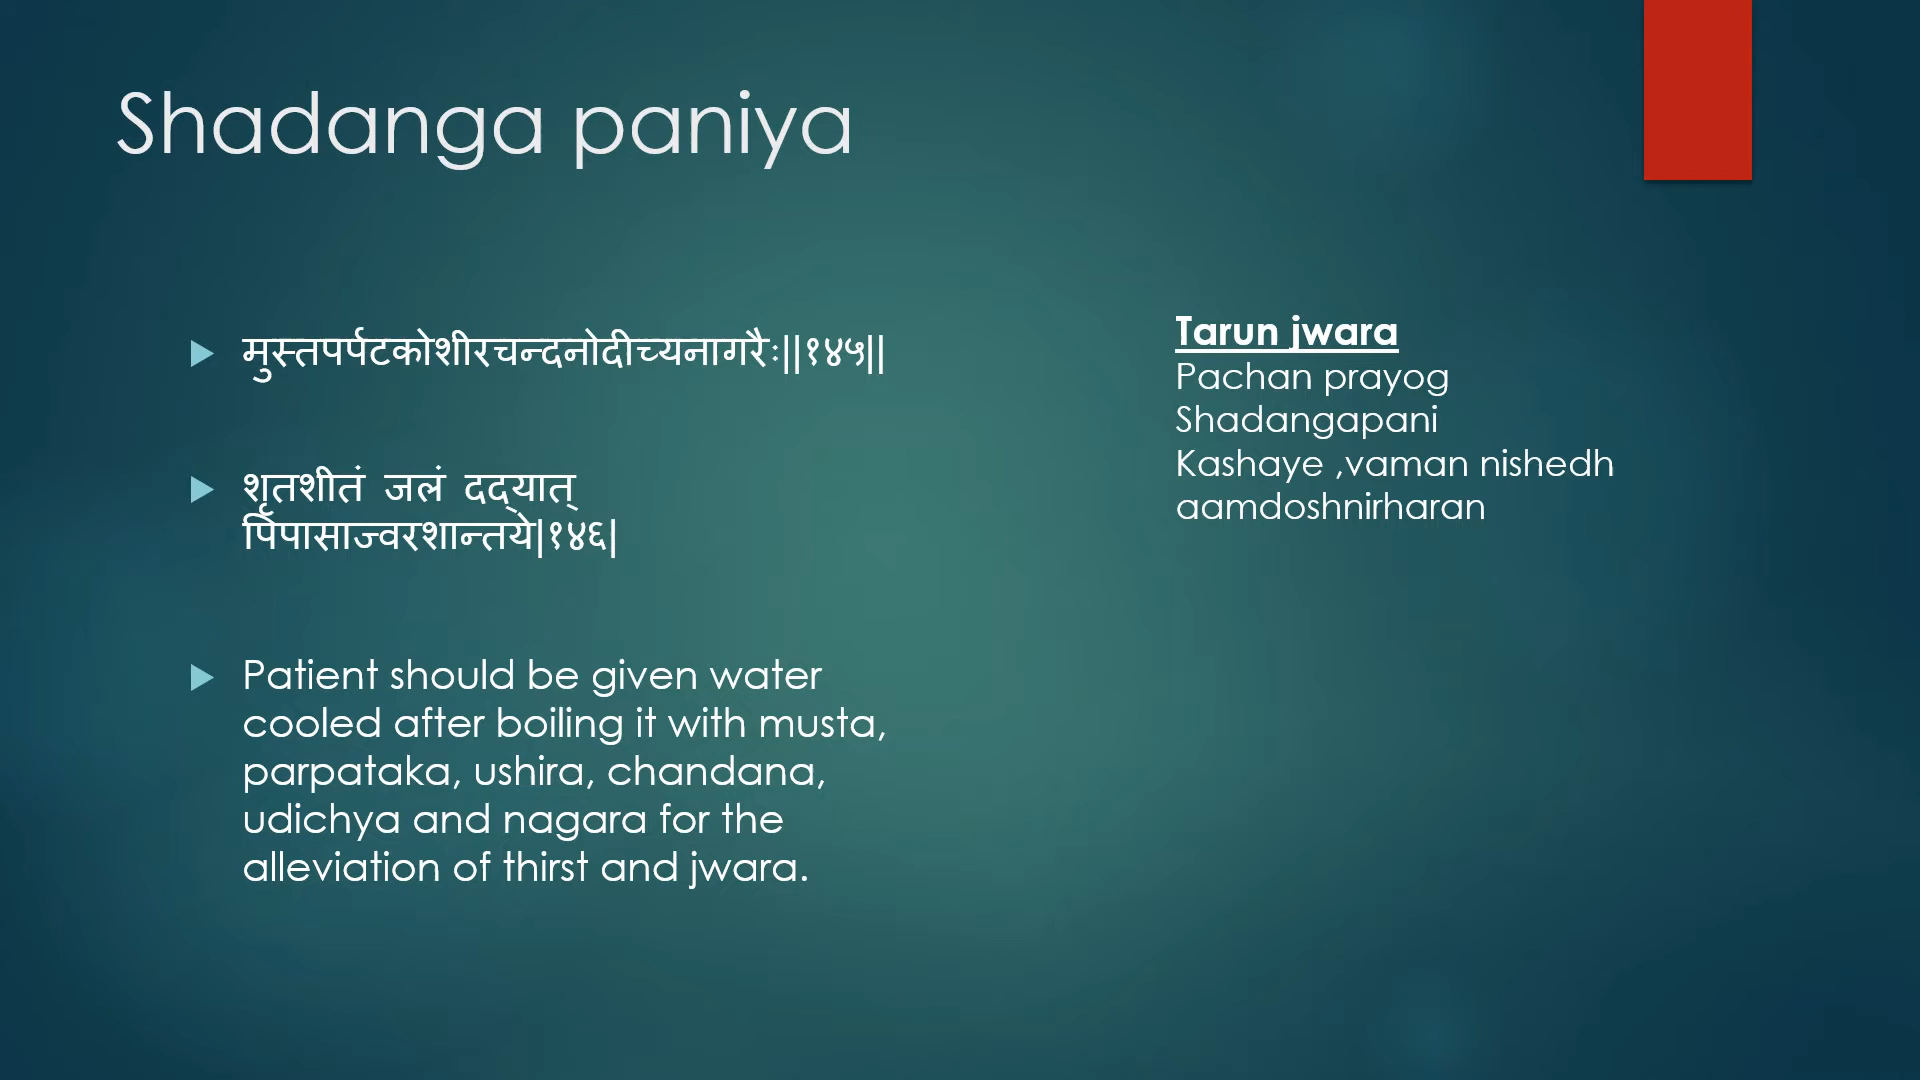 Shadanga paniya
मुस्तपर्पटकोशीरचन्दनोदीच्यनागरैः||१४५||
शृतशीतं जलं दद्यात्
पिपासाज्वरशान्तये|१४६|
Patient should be given water
cooled after boiling it with musta,
parpataka, ushira, chandana,
udichya and nagara for the
alleviation of thirst and jwara.
Tarun jwara
Pachan prayog
Shadangapani
Kashaye ,vaman nishedh
aamdoshnirharan